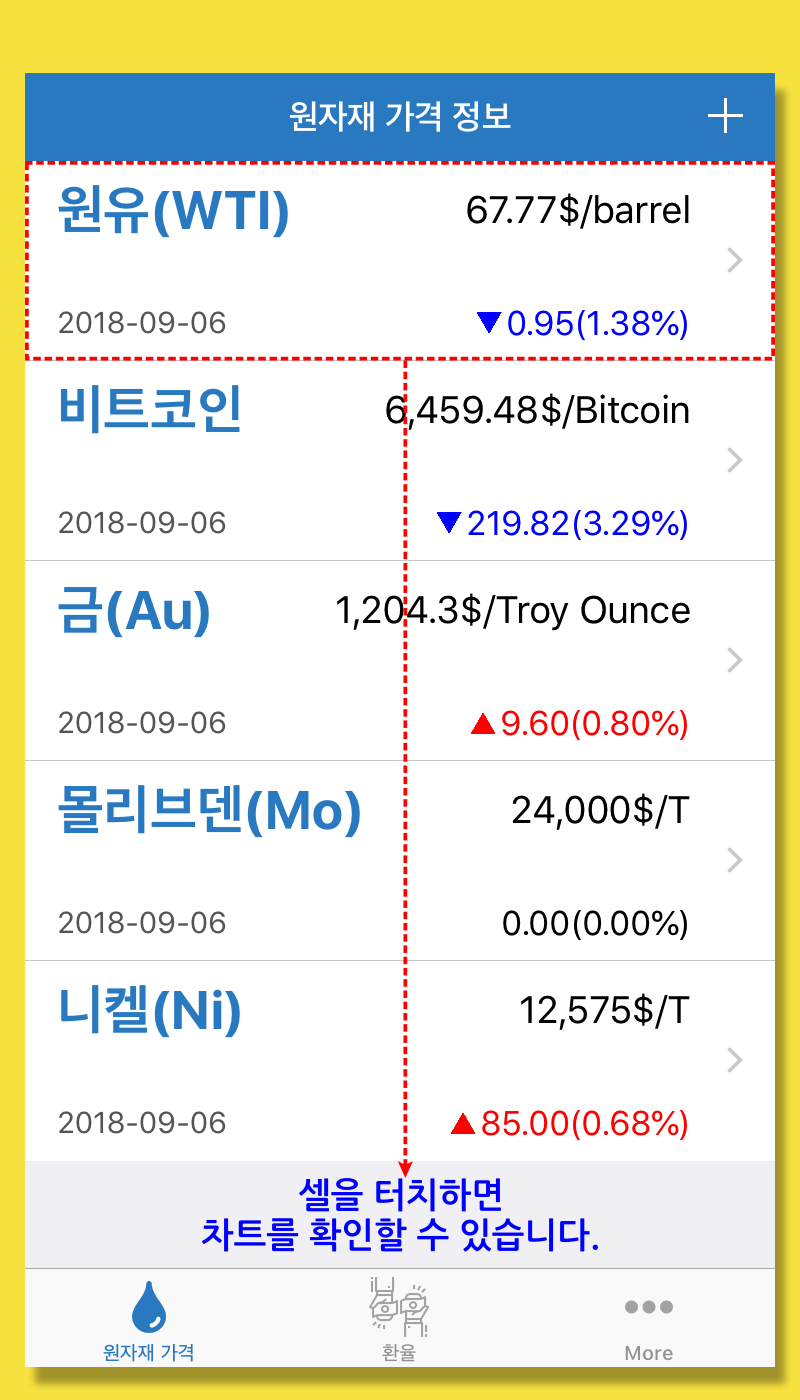 원자재 가격 정보
원유(WTI) 67.77$/barrel
2018-09-06 ▼0.95(1.38%)
비트코인 6,459.48$/Bitcoin
2018-09-06 ▼219.82(3.29%)
금(Au) 1,204.3$/Troy Ounce
2018-09-06 ▲9.60(0.80%)
몰리브덴(Mo) 24,000$/T
2018-09-06 0.00(0.00%)
니켈(Ni) 12,575$/T
2018-09-06 ▲85.00(0.68%)
셀을 터치하면
차트를 확인할 수 있습니다.
원자재 가격 환율 More